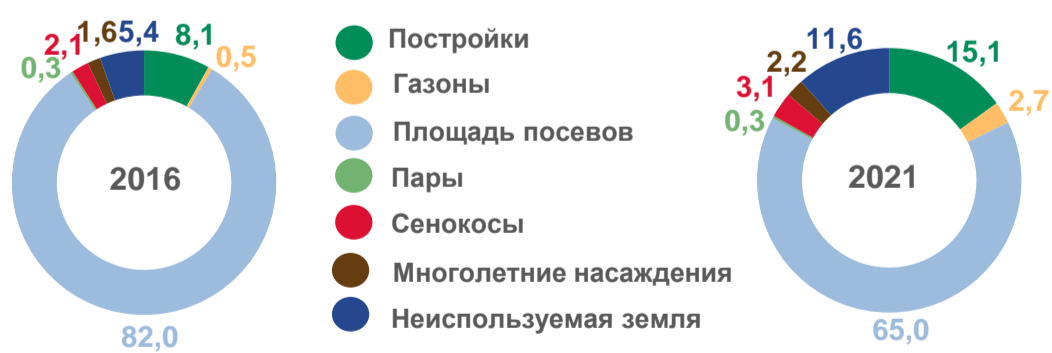 1,6
5,4
8,1
2,1
0,5
0,3
2016
82,0
Постройки
Газоны
Площадь посевов
Пары
Сенокосы
Многолетние насаждения
Неиспользуемая земля
11,6
15,1
2,2
3,1
2,7
0,3
2021
65,0